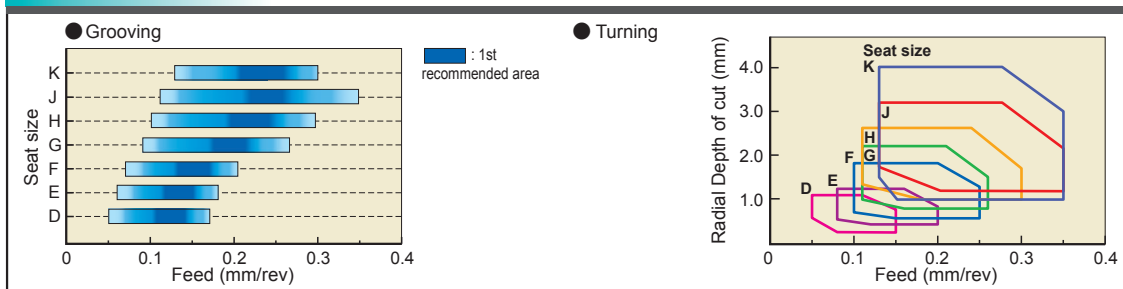 ● Grooving
: 1st
recommended area
Seat size
K
J
H
G
F
E
D
0 0.1 0.2 0.3 0.4
Feed (mm/rev)
● Turning
Radial Depth of cut (mm)
4.0
3.0
2.0
1.0
Seat size
K
J
H
G
F
E
D
0 0.1 0.2 0.3 0.4
Feed (mm/rev)